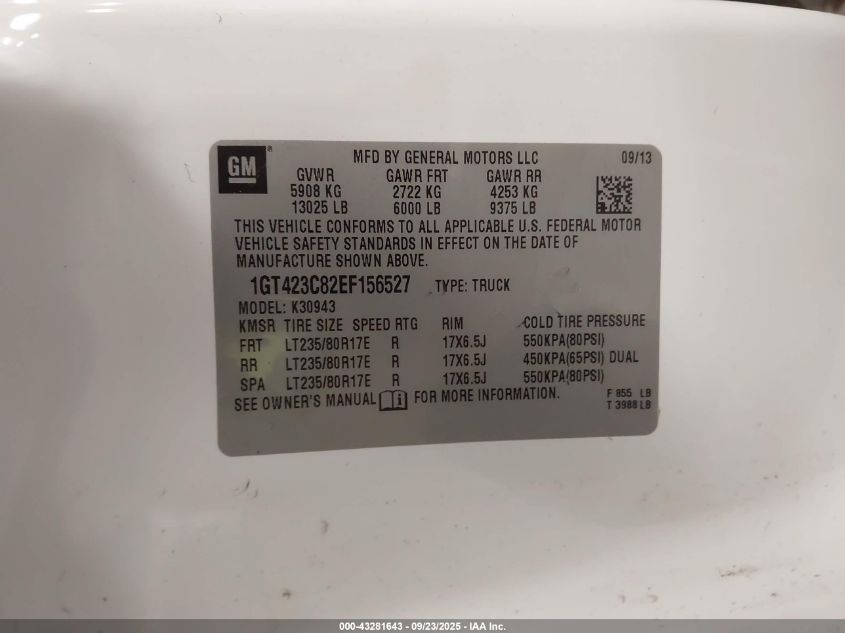 GM ®
MFD BY GENERAL MOTORS LLC 09/13
GVWR GAWR FRT GAWR RR
5908 KG 2722 KG 4253 KG
13025 LB 6000 LB 9375 LB
THIS VEHICLE CONFORMS TO ALL APPLICABLE U.S. FEDERAL MOTOR
VEHICLE SAFETY STANDARDS IN EFFECT ON THE DATE OF
MANUFACTURE SHOWN ABOVE.
1GT423C82EF156527 TYPE: TRUCK
MODEL: K30943
KMSR TIRE SIZE SPEED RTG RIM COLD TIRE PRESSURE
FRT LT235/80R17E R 17X6.5J 550KPA(80PSI)
RR LT235/80R17E R 17X6.5J 450KPA(65PSI) DUAL
SPA LT235/80R17E R 17X6.5J 550KPA(80PSI)
SEE OWNER'S MANUAL i FOR MORE INFORMATION.
F 855 LB
T 3988 LB
000-43281643 - 09/23/2025 - IAA Inc.